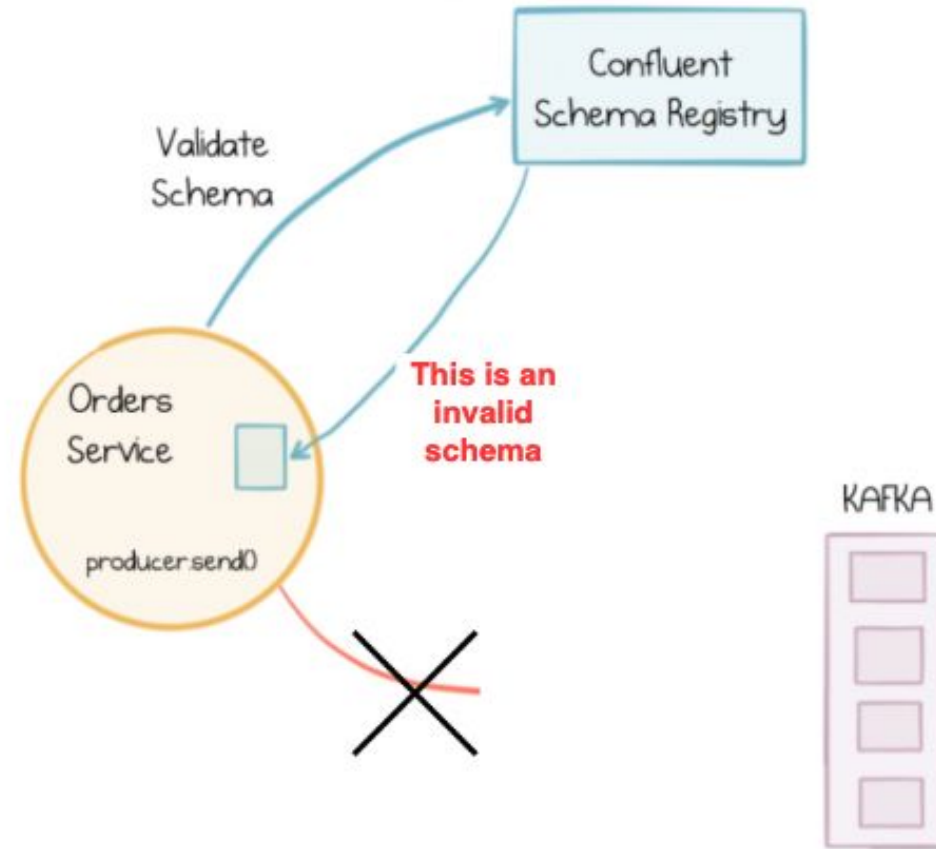 Confluent
Schema Registry
Validate
Schema
This is an
invalid
schema
Orders
Service
producer.send()
KAFKA